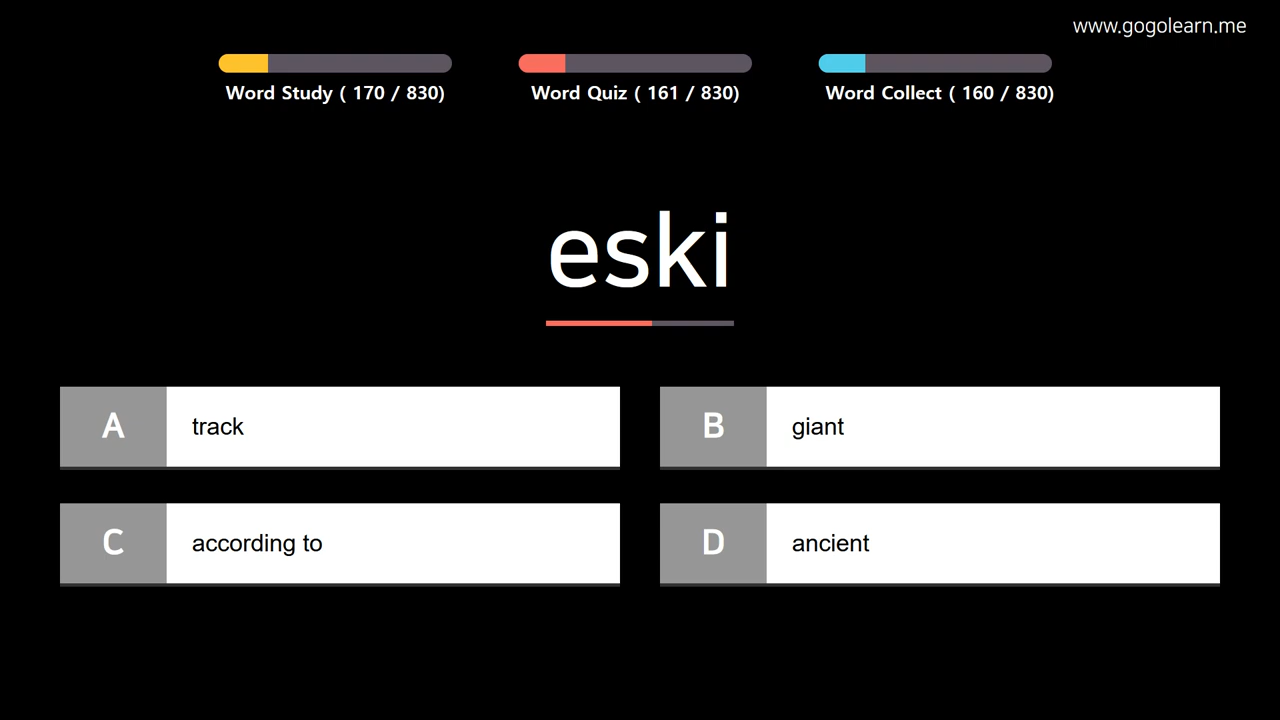 www.gogolearn.me
Word Study ( 170 / 830)
Word Quiz ( 161 / 830)
Word Collect ( 160 / 830)
eski
A track
B giant
C according to
D ancient